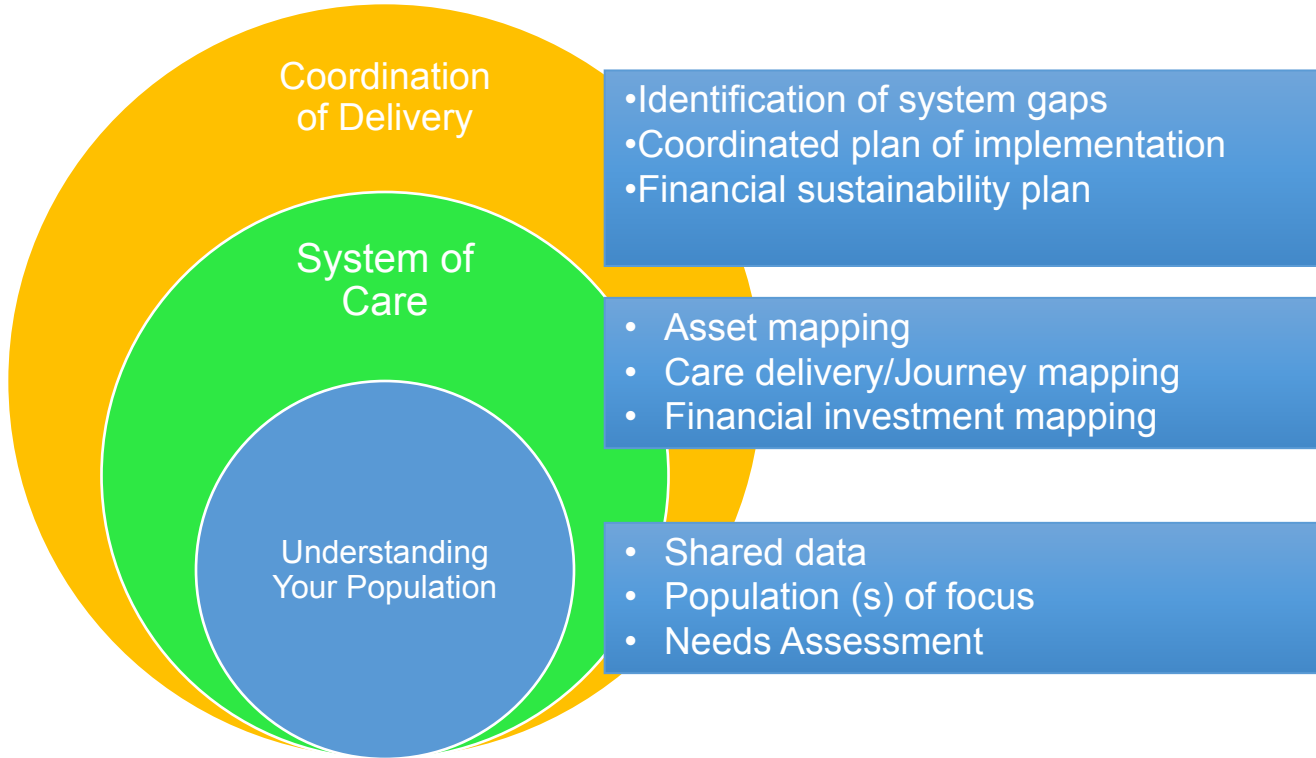 Coordination
of Delivery
•Identification of system gaps
•Coordinated plan of implementation
•Financial sustainability plan
System of
Care
• Asset mapping
• Care delivery/Journey mapping
• Financial investment mapping
Understanding
Your Population
• Shared data
• Population (s) of focus
• Needs Assessment